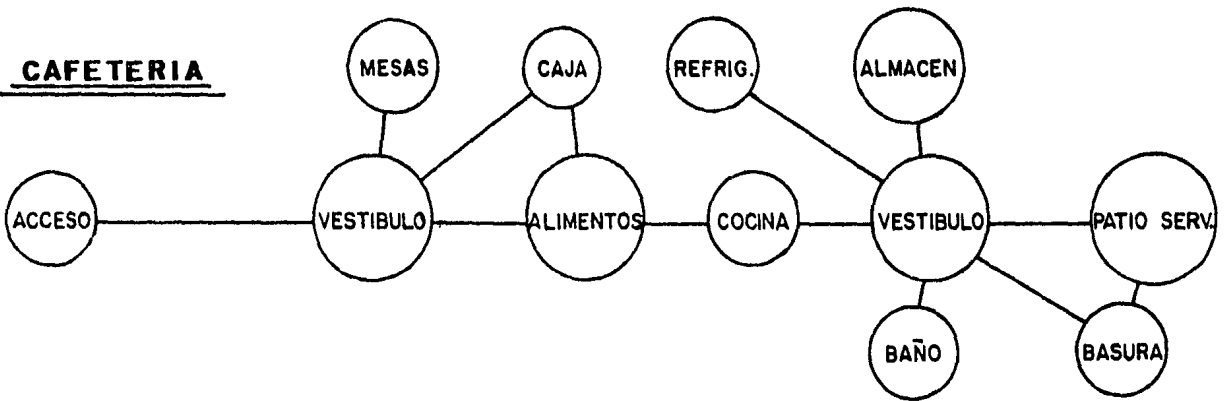 CAFETERIA
MESAS
CAJA
REFRIG.
ALMACEN
ACCESO
VESTIBULO
ALIMENTOS
COCINA
VESTIBULO
PATIO SERV.
BAÑO
BASURA